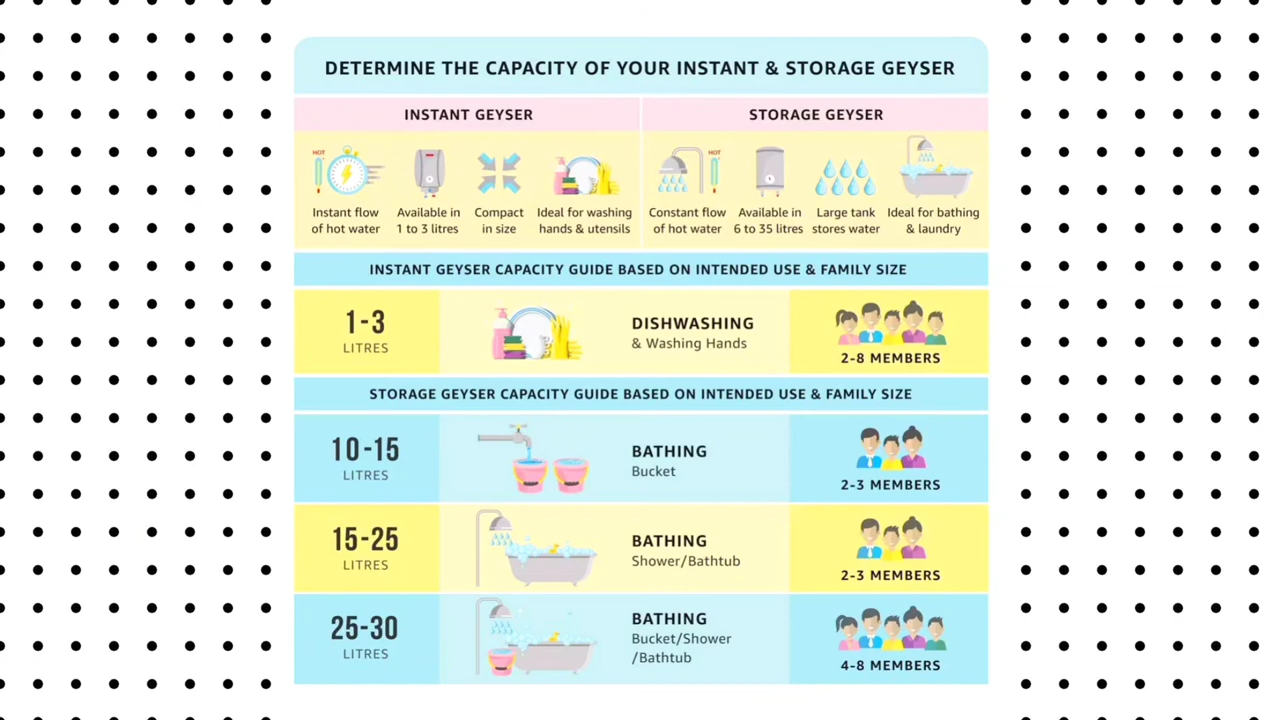 DETERMINE THE CAPACITY OF YOUR INSTANT & STORAGE GEYSER
INSTANT GEYSER
STORAGE GEYSER
HOT
Instant flow
of hot water
Available in
1 to 3 litres
Compact
in size
Ideal for washing
hands & utensils
HOT
Constant flow
of hot water
Available in
6 to 35 litres
Large tank
stores water
Ideal for bathing
& laundry
INSTANT GEYSER CAPACITY GUIDE BASED ON INTENDED USE & FAMILY SIZE
1-3
LITRES
DISHWASHING
& Washing Hands
2-8 MEMBERS
STORAGE GEYSER CAPACITY GUIDE BASED ON INTENDED USE & FAMILY SIZE
10-15
LITRES
BATHING
Bucket
2-3 MEMBERS
15-25
LITRES
BATHING
Shower/Bathtub
2-3 MEMBERS
25-30
LITRES
BATHING
Bucket/Shower
/Bathtub
4-8 MEMBERS